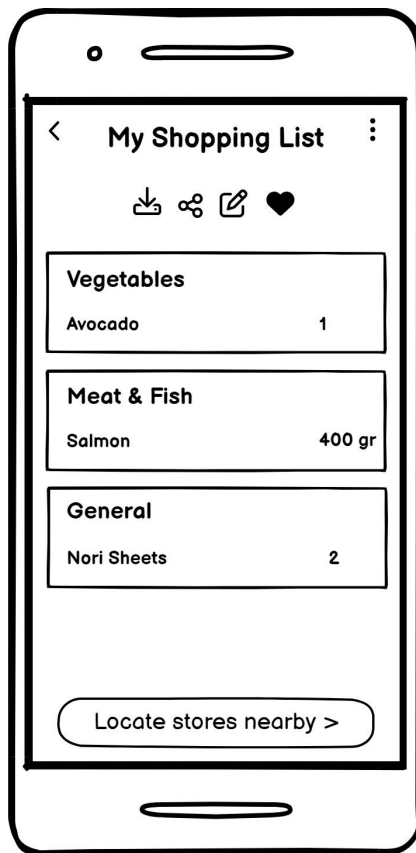 My Shopping List
Vegetables
Avocado 1
Meat & Fish
Salmon 400 gr
General
Nori Sheets 2
Locate stores nearby >